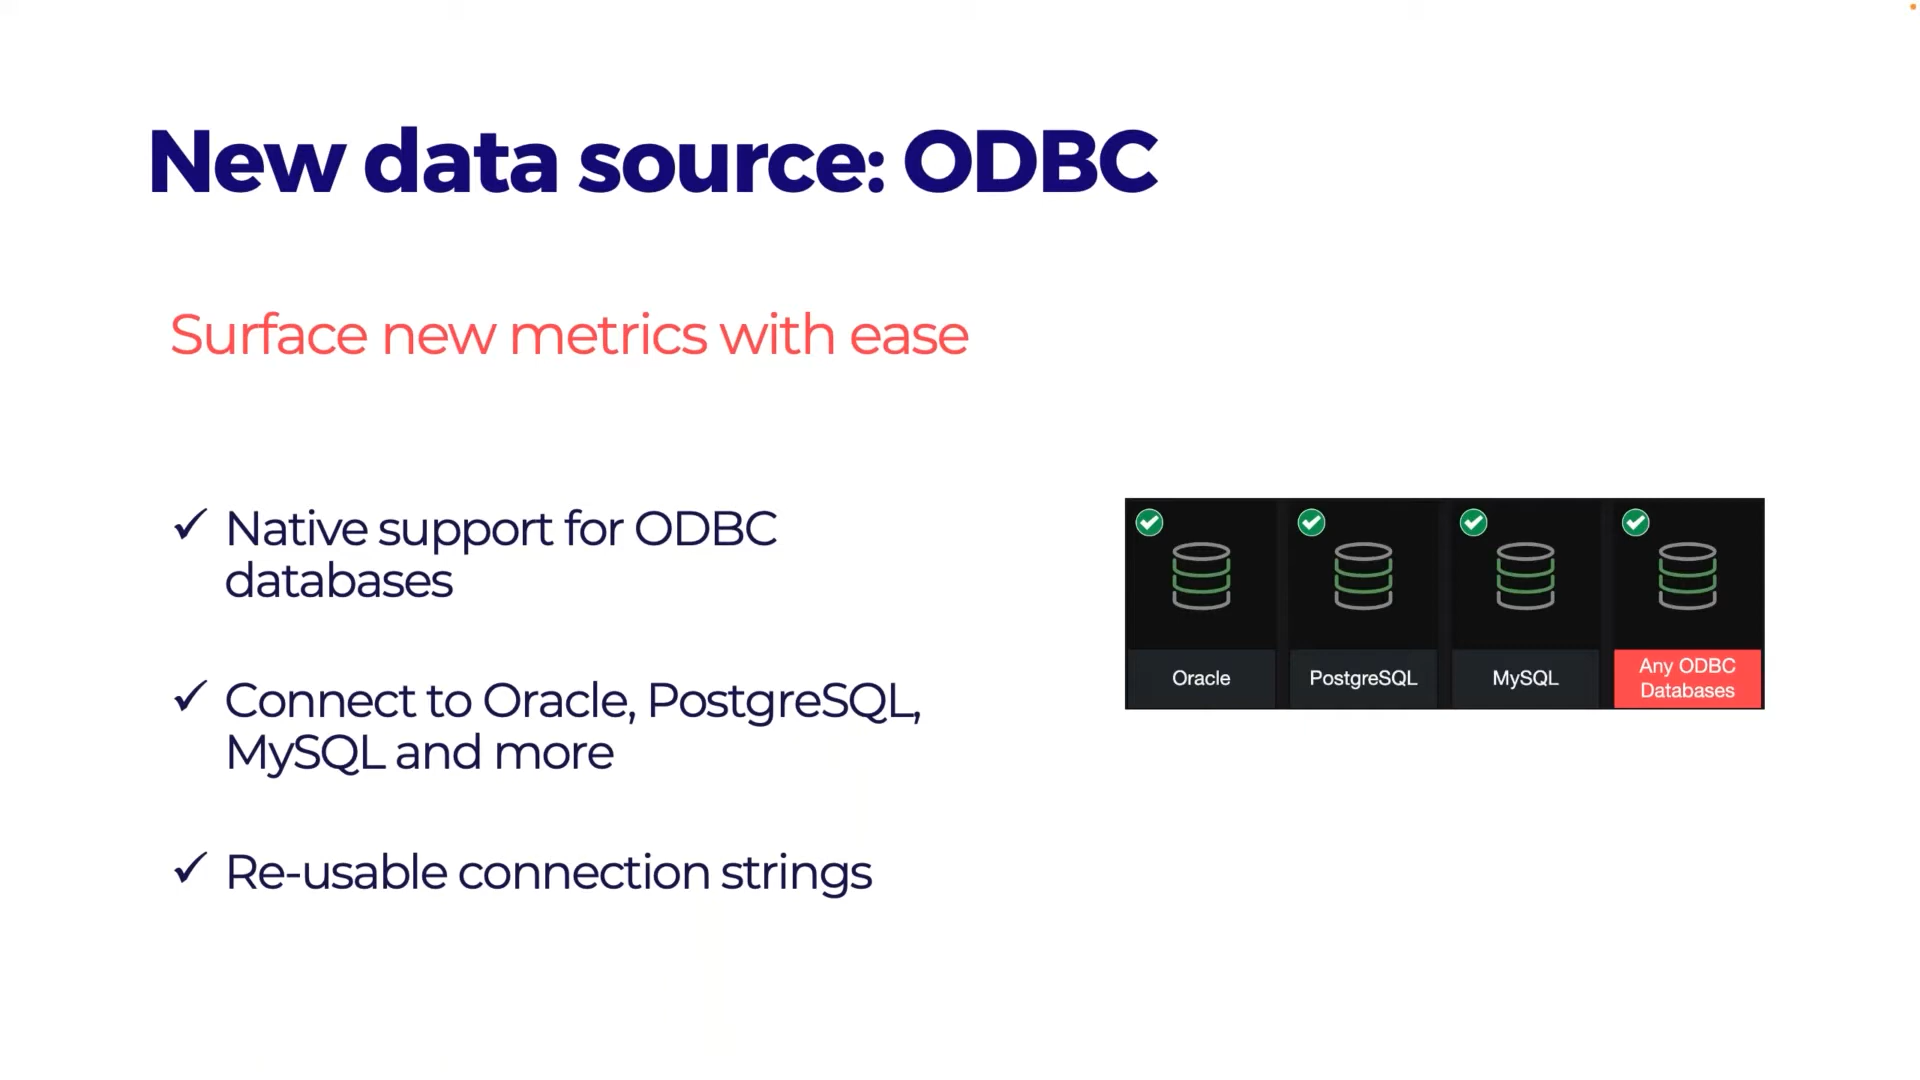 New data source: ODBC
Surface new metrics with ease
Native support for ODBC
databases
Connect to Oracle, PostgreSQL,
MySQL and more
Re-usable connection strings
Oracle
PostgreSQL
MySQL
Any ODBC
Databases